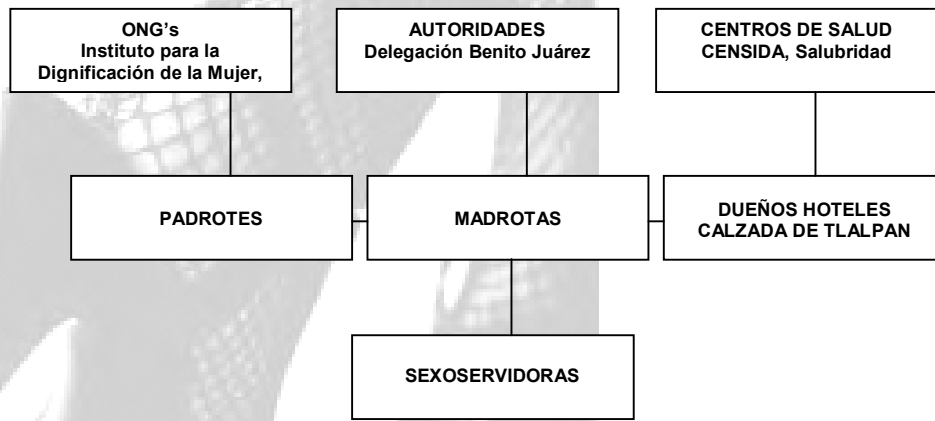 ONG's
Instituto para la
Dignificación de la Mujer,
AUTORIDADES
Delegación Benito Juárez
CENTROS DE SALUD
CENSIDA, Salubridad
PADROTES
MADROTAS
DUEÑOS HOTELES
CALZADA DE TLALPAN
SEXOSERVIDORAS